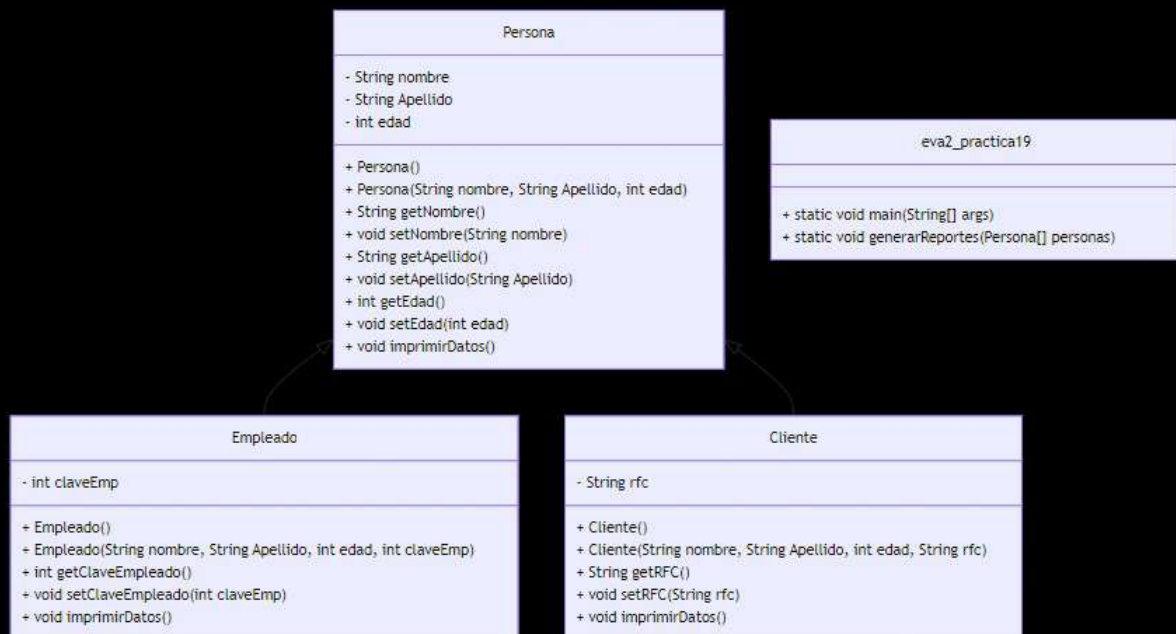 Persona
- String nombre
- String Apellido
- int edad
+ Persona()
+ Persona(String nombre, String Apellido, int edad)
+ String getNombre()
+ void setNombre(String nombre)
+ String getApellido()
+ void setApellido(String Apellido)
+ int getEdad()
+ void setEdad(int edad)
+ void imprimirDatos()
eva2_practica19
+ static void main(String[] args)
+ static void generarReportes(Persona[] personas)
Empleado
- int claveEmp
+ Empleado()
+ Empleado(String nombre, String Apellido, int edad, int claveEmp)
+ int getClaveEmpleado()
+ void setClaveEmpleado(int claveEmp)
+ void imprimirDatos()
Cliente
- String rfc
+ Cliente()
+ Cliente(String nombre, String Apellido, int edad, String rfc)
+ String getRFC()
+ void setRFC(String rfc)
+ void imprimirDatos()